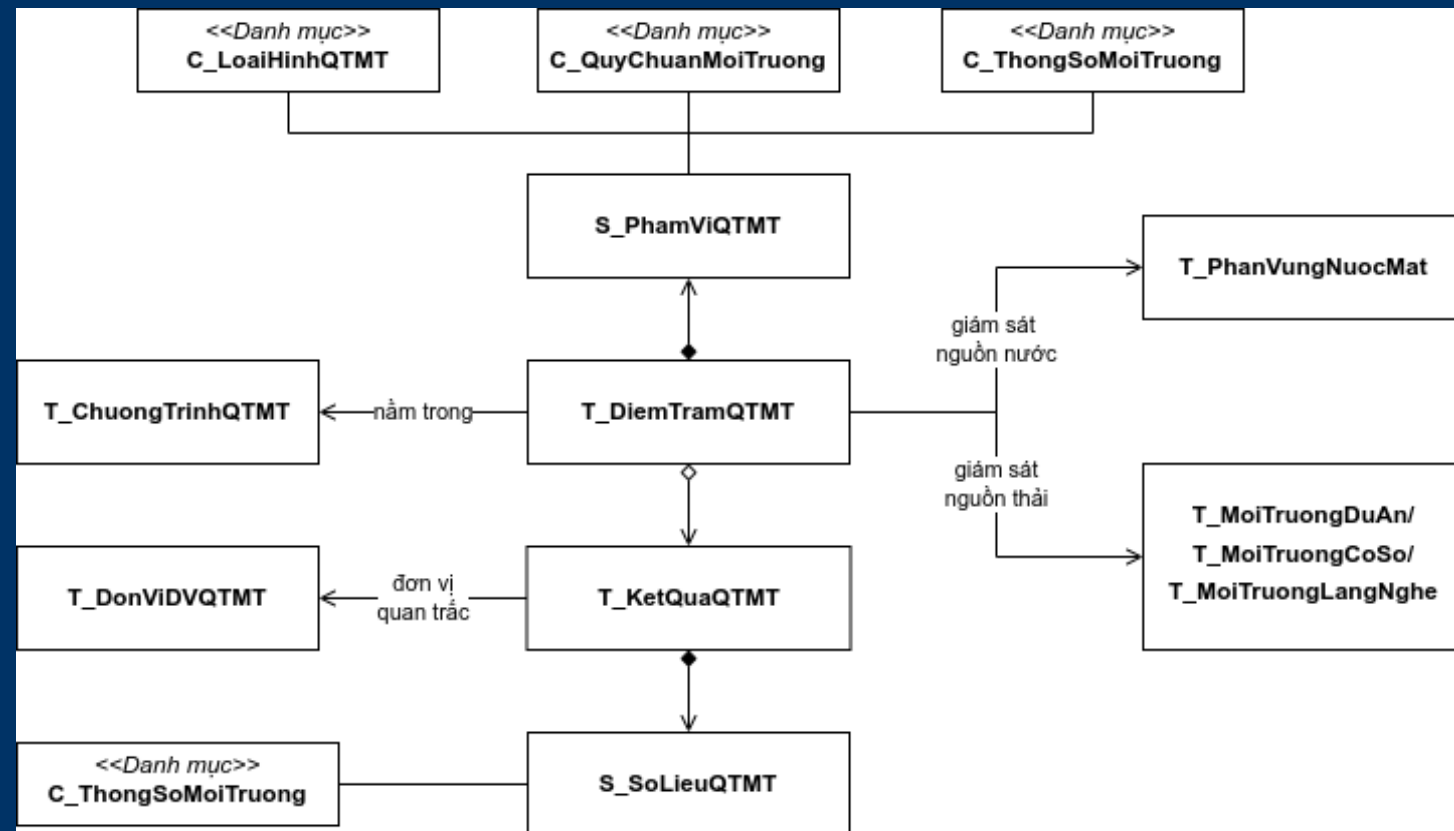 <<Danh mục>>
C_LoaiHinhQTMT
<<Danh mục>>
C_QuyChuanMoiTruong
<<Danh mục>>
C_ThongSoMoiTruong
S_PhamViQTMT
T_PhanVungNuocMat
giám sát
nguồn nước
T_ChuongTrinhQTMT
nằm trong
T_DiemTramQTMT
giám sát
nguồn thải
T_MoiTruongDuAn/
T_MoiTruongCoSo/
T_MoiTruongLangNghe
T_DonViDVQTMT
đơn vị
quan trắc
T_KetQuaQTMT
<<Danh mục>>
C_ThongSoMoiTruong
S_SoLieuQTMT